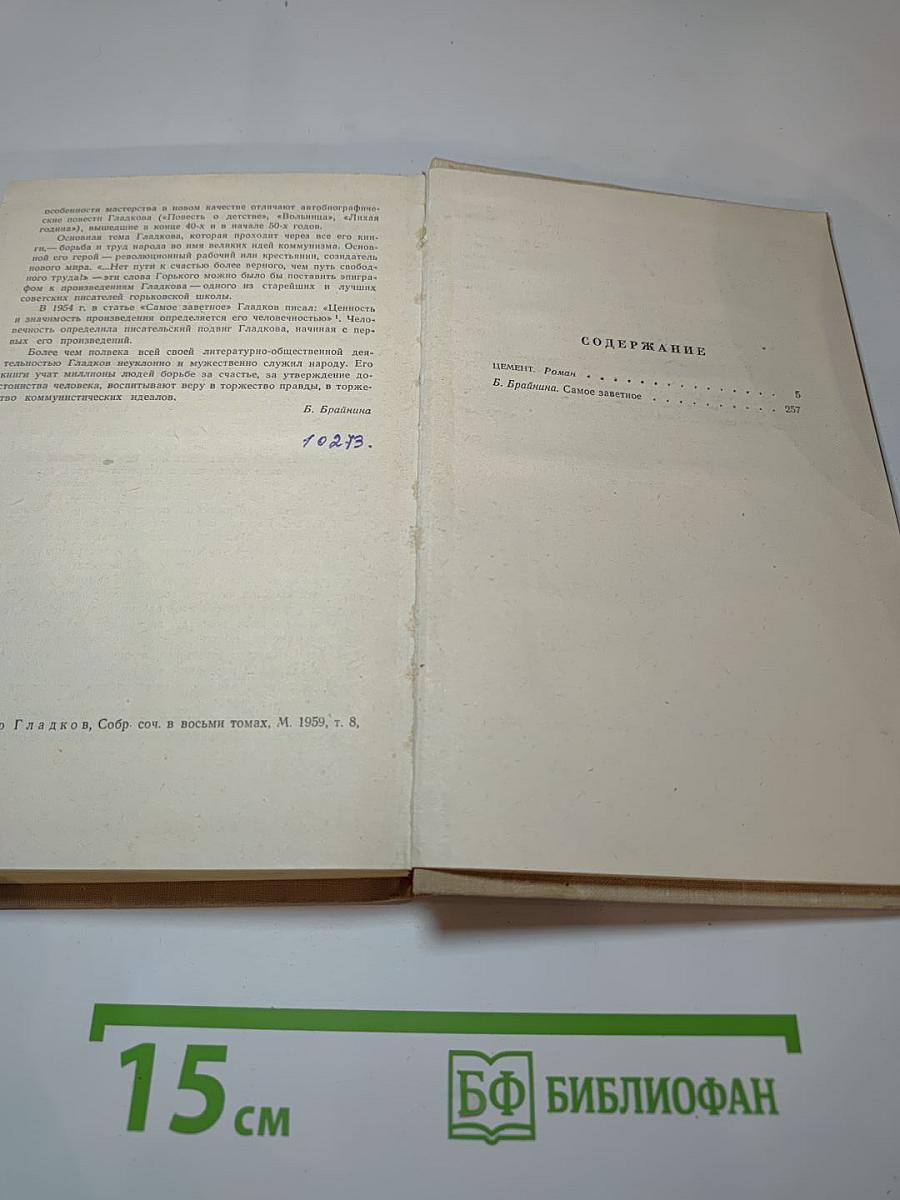 особенности мастерства в новом качестве отличают автобиографиче-
ские повести Гладкова («Повесть о детстве», «Вольница», «Лихая
година»), вышедшие в конце 40-х и в начале 50-х годов.
Основная тема Гладкова, которая проходит через все его кни-
ги,— борьба и труд народа во имя великих идей коммунизма. Основ-
ной его герой — революционный рабочий или крестьянин, созидатель
нового мира. «...Нет пути к счастью более верного, чем путь свобод-
ного труда!» — эти слова Горького можно было бы поставить эпигра-
фом к произведениям Гладкова — одного из старейших и лучших
советских писателей горьковской школы.
В 1954 г. в статье «Самое заветное» Гладков писал: «Ценность
и значимость произведения определяется его человечностью» ¹. Чело-
вечность определила писательский подвиг Гладкова, начиная с пер-
вых его произведений.
Более чем полвека всей своей литературно-общественной дея-
тельностью Гладков неуклонно и мужественно служил народу. Его
книги учат миллионы людей борьбе за счастье, за утверждение до-
стоинства человека, воспитывают веру в торжество правды, в торже-
тво коммунистических идеалов.
Б. Брайнина
10273.
Гладков, Собр. соч. в восьми томах, М. 1959, т. 8,
СОДЕРЖАНИЕ
ЦЕМЕНТ. Роман . . . . . . . . . . . . . . . 5
Б. Брайнина. Самое заветное . . . . . . . . . . 257
15 см
БФ БИБЛИОФАН